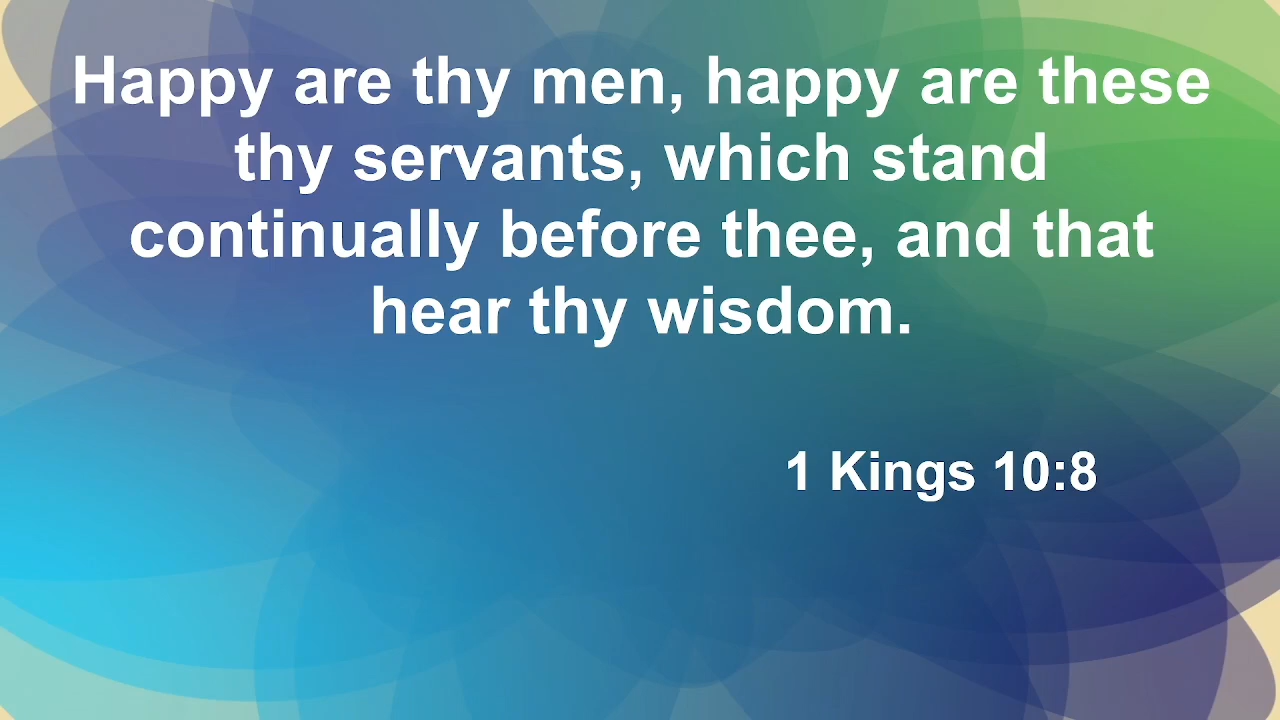 Happy are thy men, happy are these
thy servants, which stand
continually before thee, and that
hear thy wisdom.
1 Kings 10:8